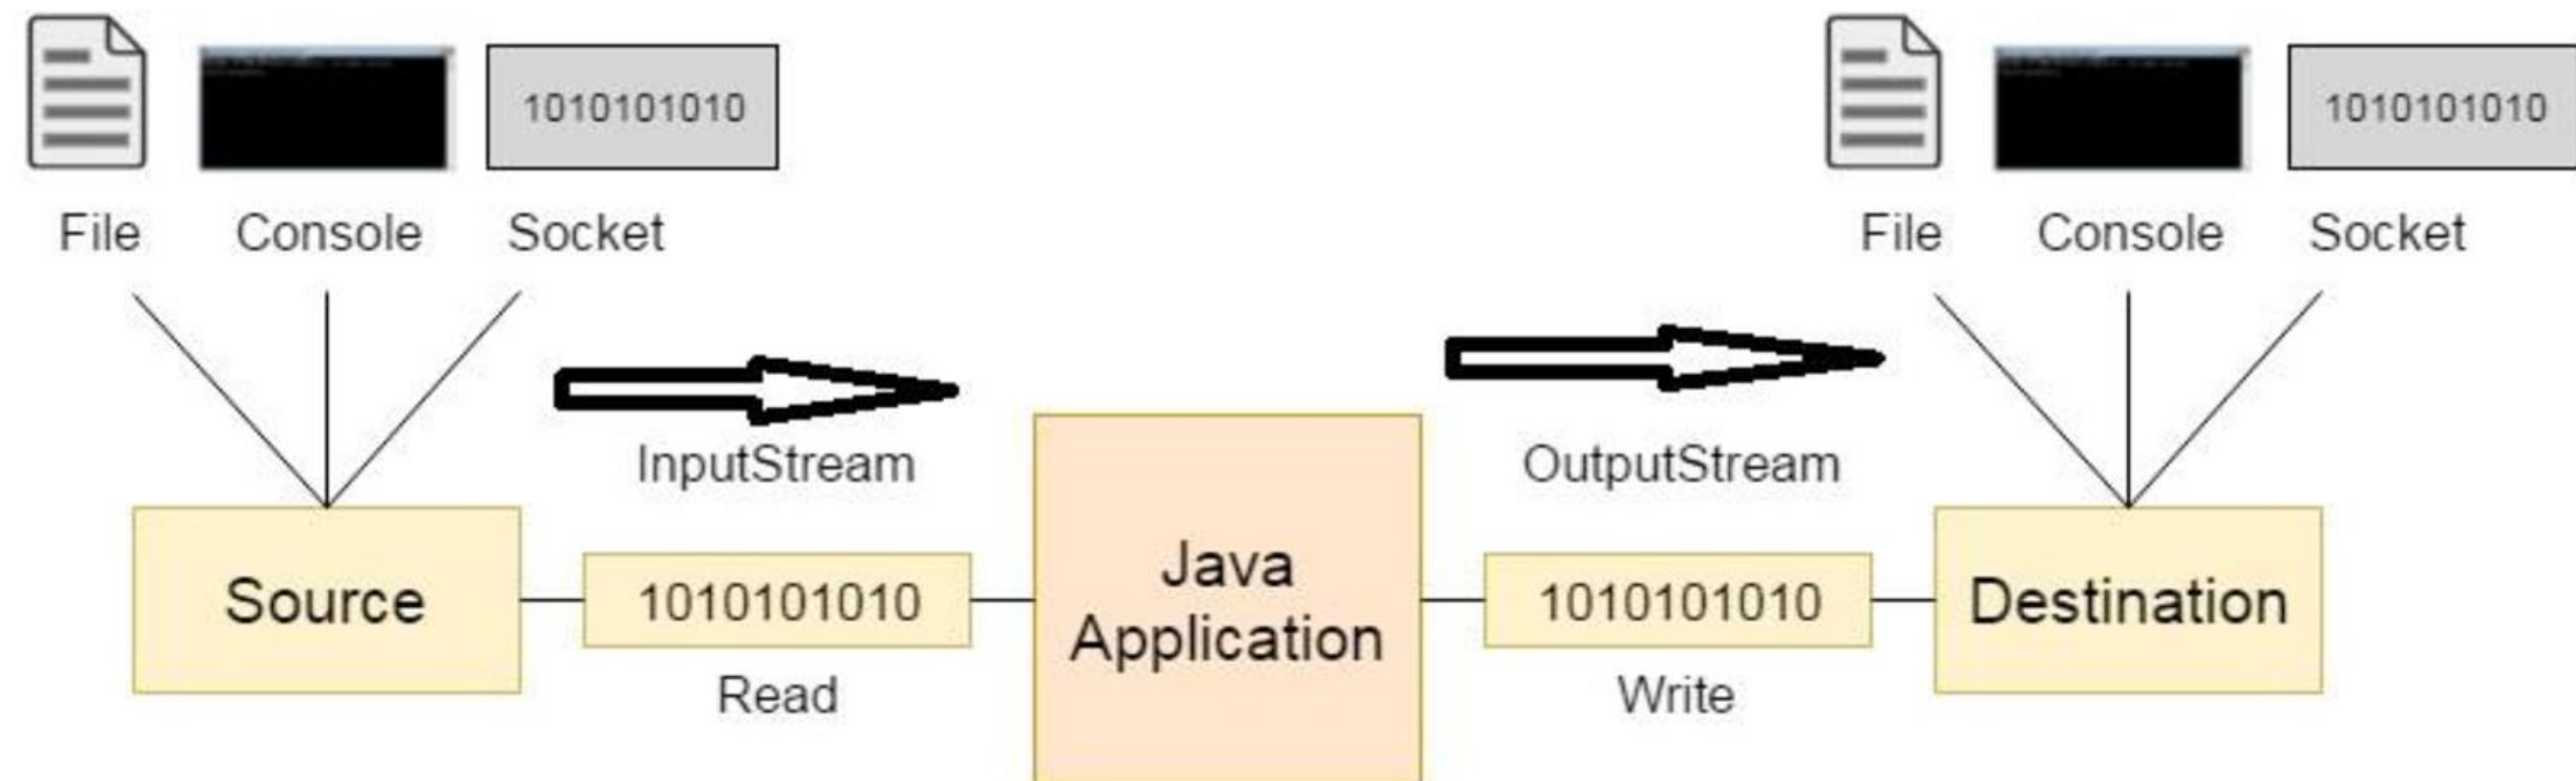 1010101010
1010101010
File Console Socket
File Console Socket
InputStream
OutputStream
Source
1010101010
Java
Application
1010101010
Destination
Read
Write